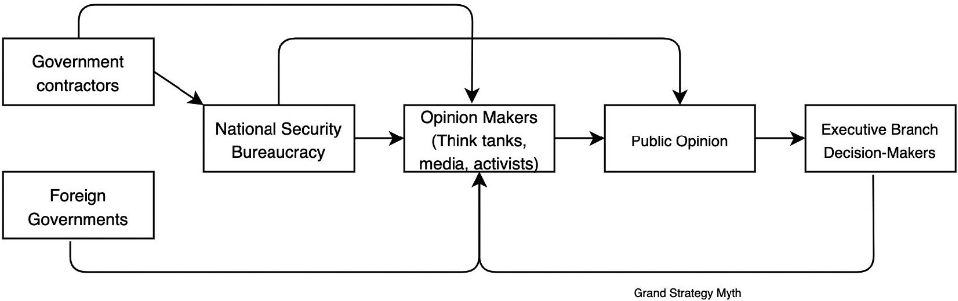 Government
contractors
National Security
Bureaucracy
Opinion Makers
(Think tanks,
media, activists)
Public Opinion
Executive Branch
Decision-Makers
Foreign
Governments
Grand Strategy Myth